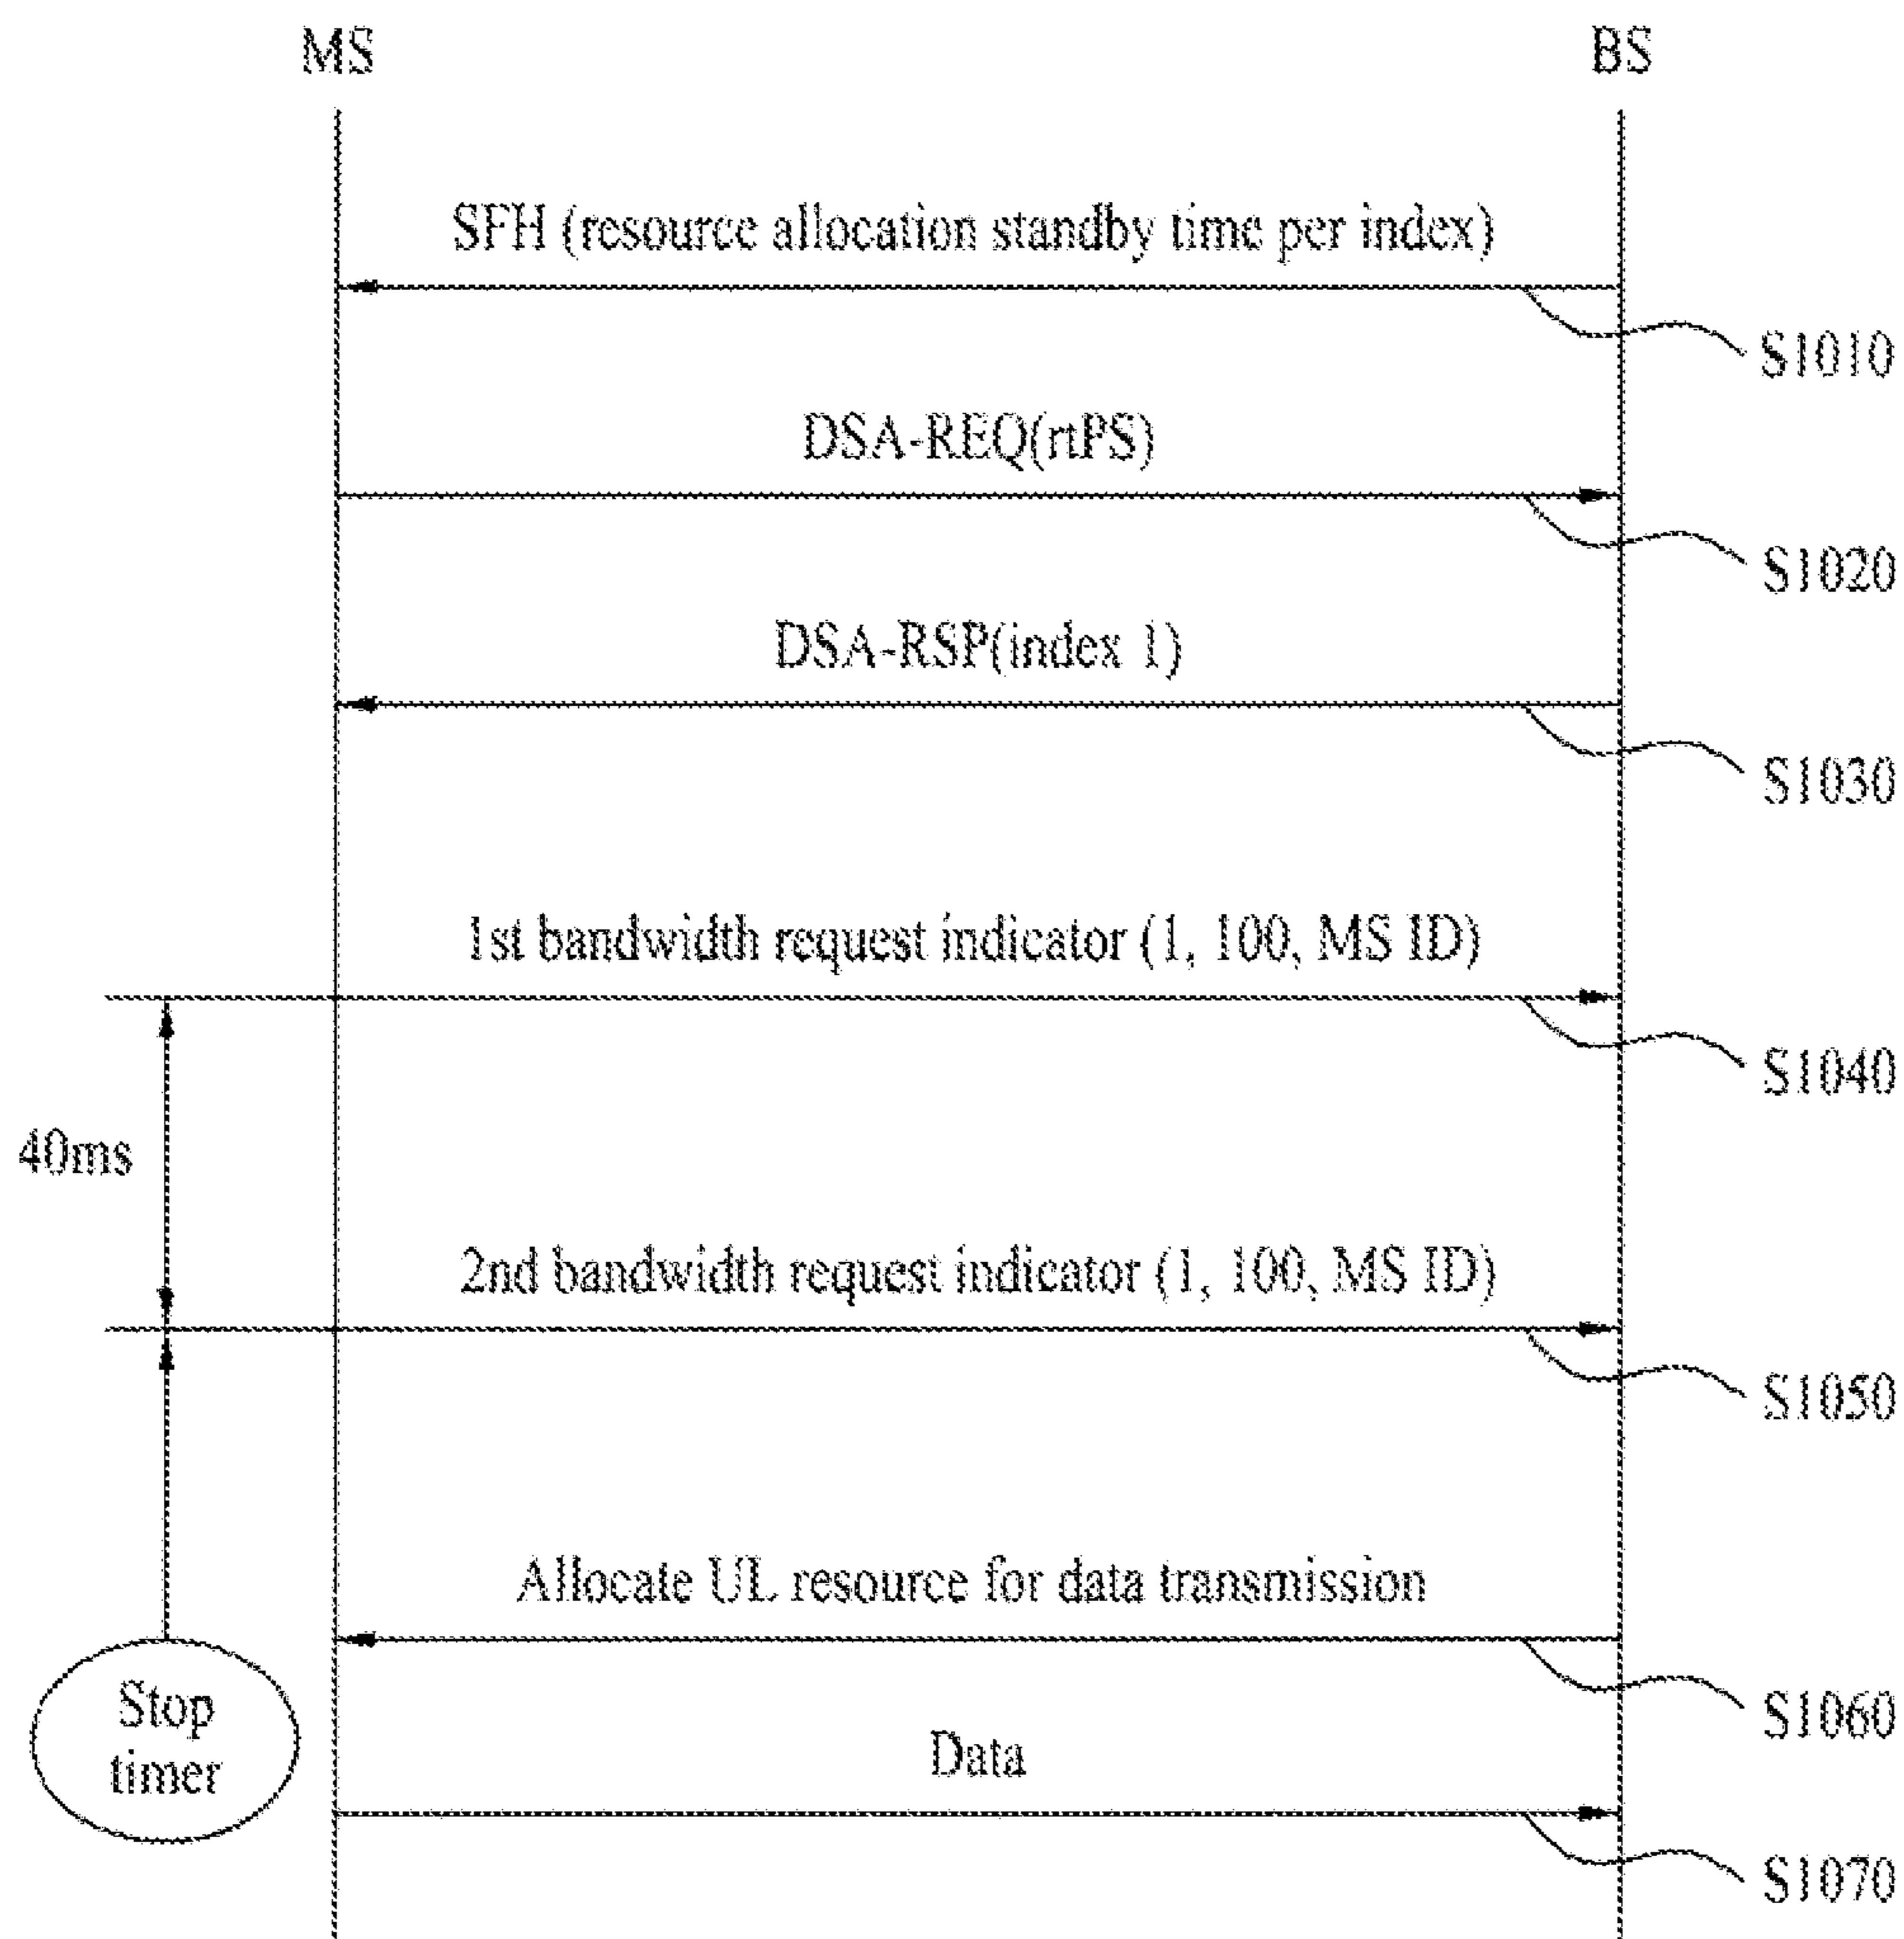 MS
BS
SFH (resource allocation standby time per index)
S1010
DSA-REQ(rtPS)
S1020
DSA-RSP(index 1)
S1030
1st bandwidth request indicator (1, 100, MS ID)
S1040
40ms
2nd bandwidth request indicator (1, 100, MS ID)
S1050
Allocate UL resource for data transmission
S1060
Stop
timer
Data
S1070